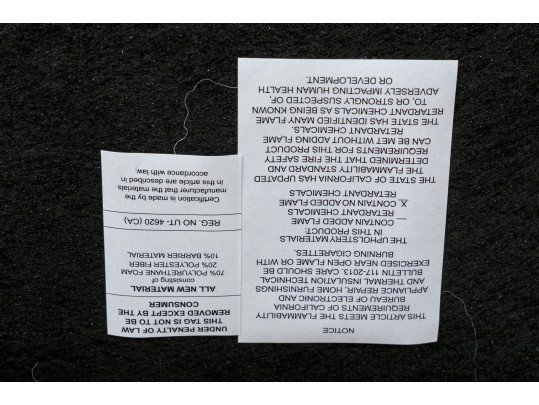 NOTICE
THIS ARTICLE MEETS THE FLAMMABILITY
REQUIREMENTS OF CALIFORNIA
BUREAU OF ELECTRONIC AND
APPLIANCE REPAIR, HOME FURNISHINGS
AND THERMAL INSULATION TECHNICAL
BULLETIN 117-2013. CARE SHOULD BE
EXERCISED NEAR OPEN FLAME OR WITH
BURNING CIGARETTES.
THE UPHOLSTERY MATERIALS
IN THIS PRODUCT:
__ CONTAIN ADDED FLAME
RETARDANT CHEMICALS
X CONTAIN NO ADDED FLAME
RETARDANT CHEMICALS
THE STATE OF CALIFORNIA HAS UPDATED
THE FLAMMABILITY STANDARD AND
DETERMINED THAT THE FIRE SAFETY
REQUIREMENTS FOR THIS PRODUCT
CAN BE MET WITHOUT ADDING FLAME
RETARDANT CHEMICALS.
THE STATE HAS IDENTIFIED MANY FLAME
RETARDANT CHEMICALS AS BEING KNOWN
TO, OR STRONGLY SUSPECTED OF,
ADVERSELY IMPACTING HUMAN HEALTH
OR DEVELOPMENT.
UNDER PENALTY OF LAW
THIS TAG IS NOT TO BE
REMOVED EXCEPT BY THE
CONSUMER
ALL NEW MATERIAL
consisting of
70% POLYURETHANE FOAM
20% POLYESTER FIBER
10% BARRIER MATERIAL
REG. NO UT- 4620 (CA)
Certification is made by the
manufacturer that the materials
in this article are described in
accordance with law.